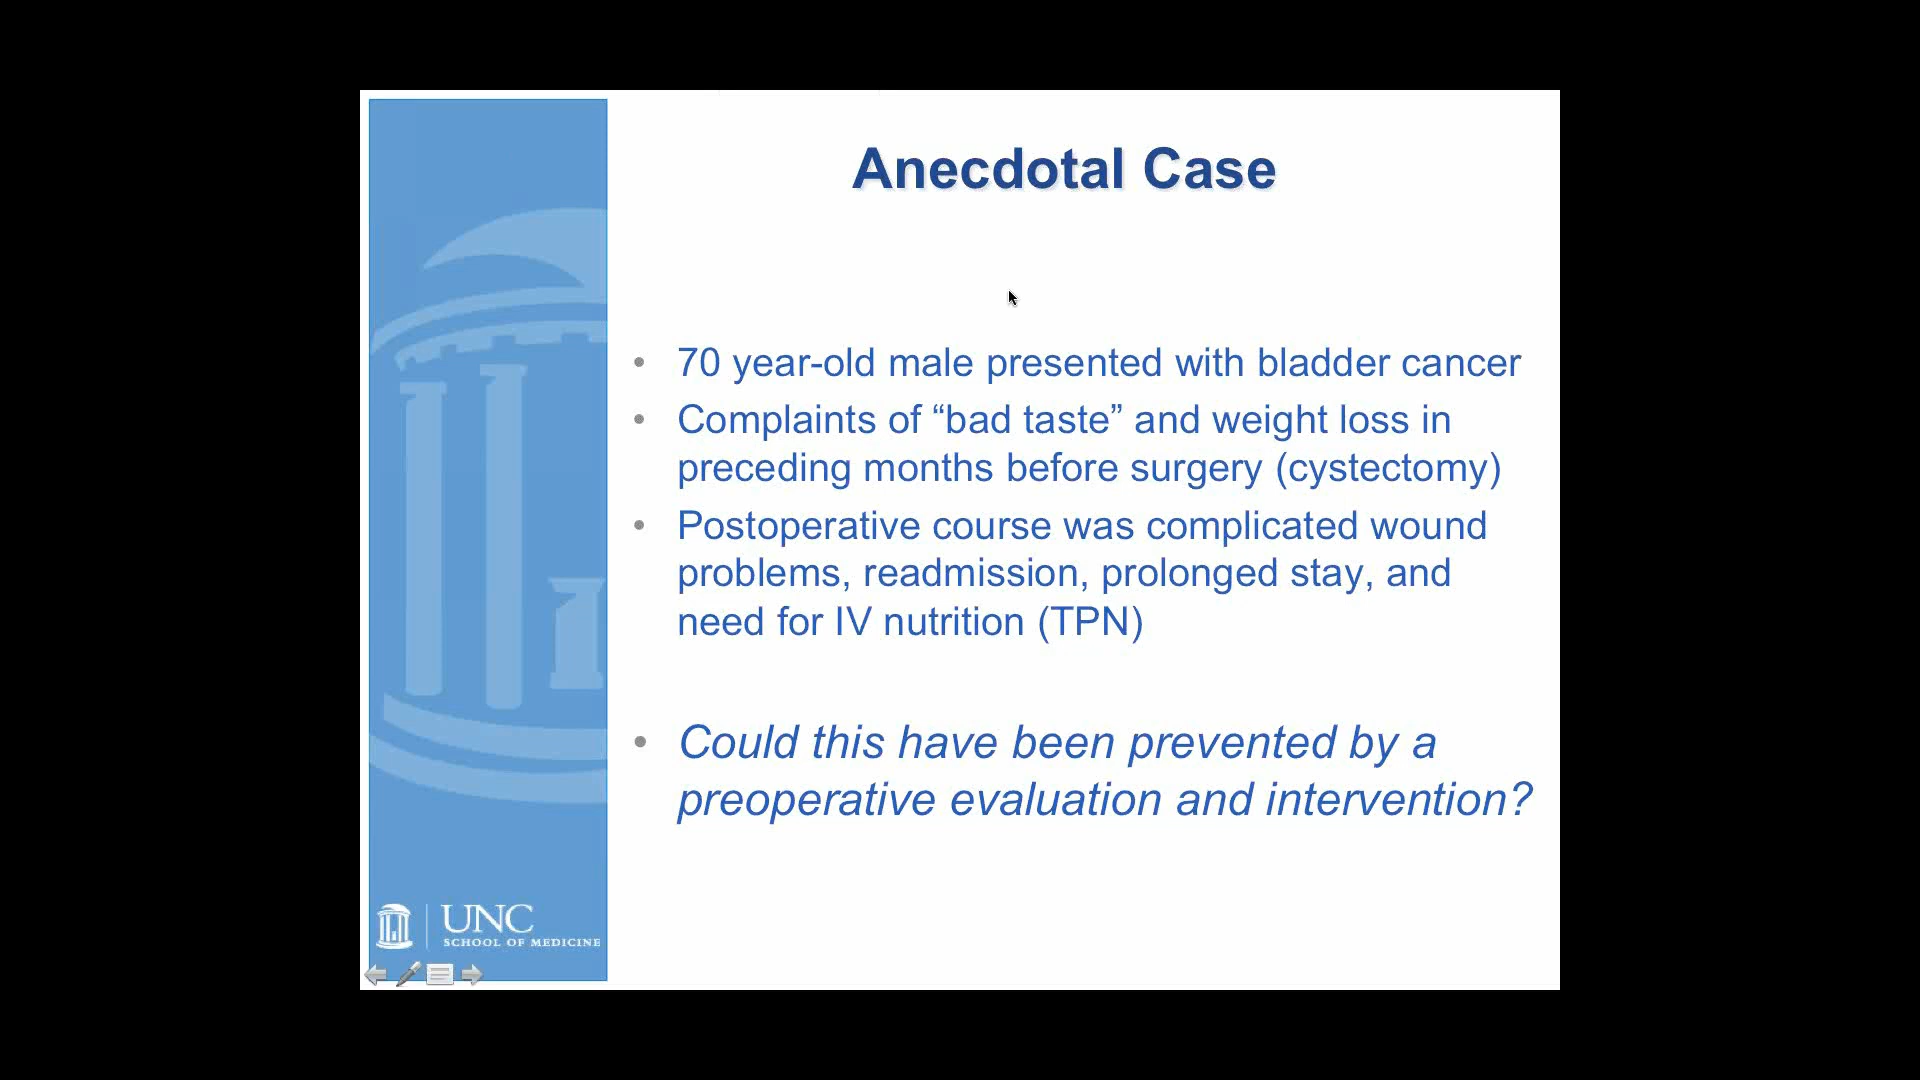 Anecdotal Case
• 70 year-old male presented with bladder cancer
• Complaints of “bad taste” and weight loss in
preceding months before surgery (cystectomy)
• Postoperative course was complicated wound
problems, readmission, prolonged stay, and
need for IV nutrition (TPN)
• Could this have been prevented by a
preoperative evaluation and intervention?
UNC
SCHOOL OF MEDICINE